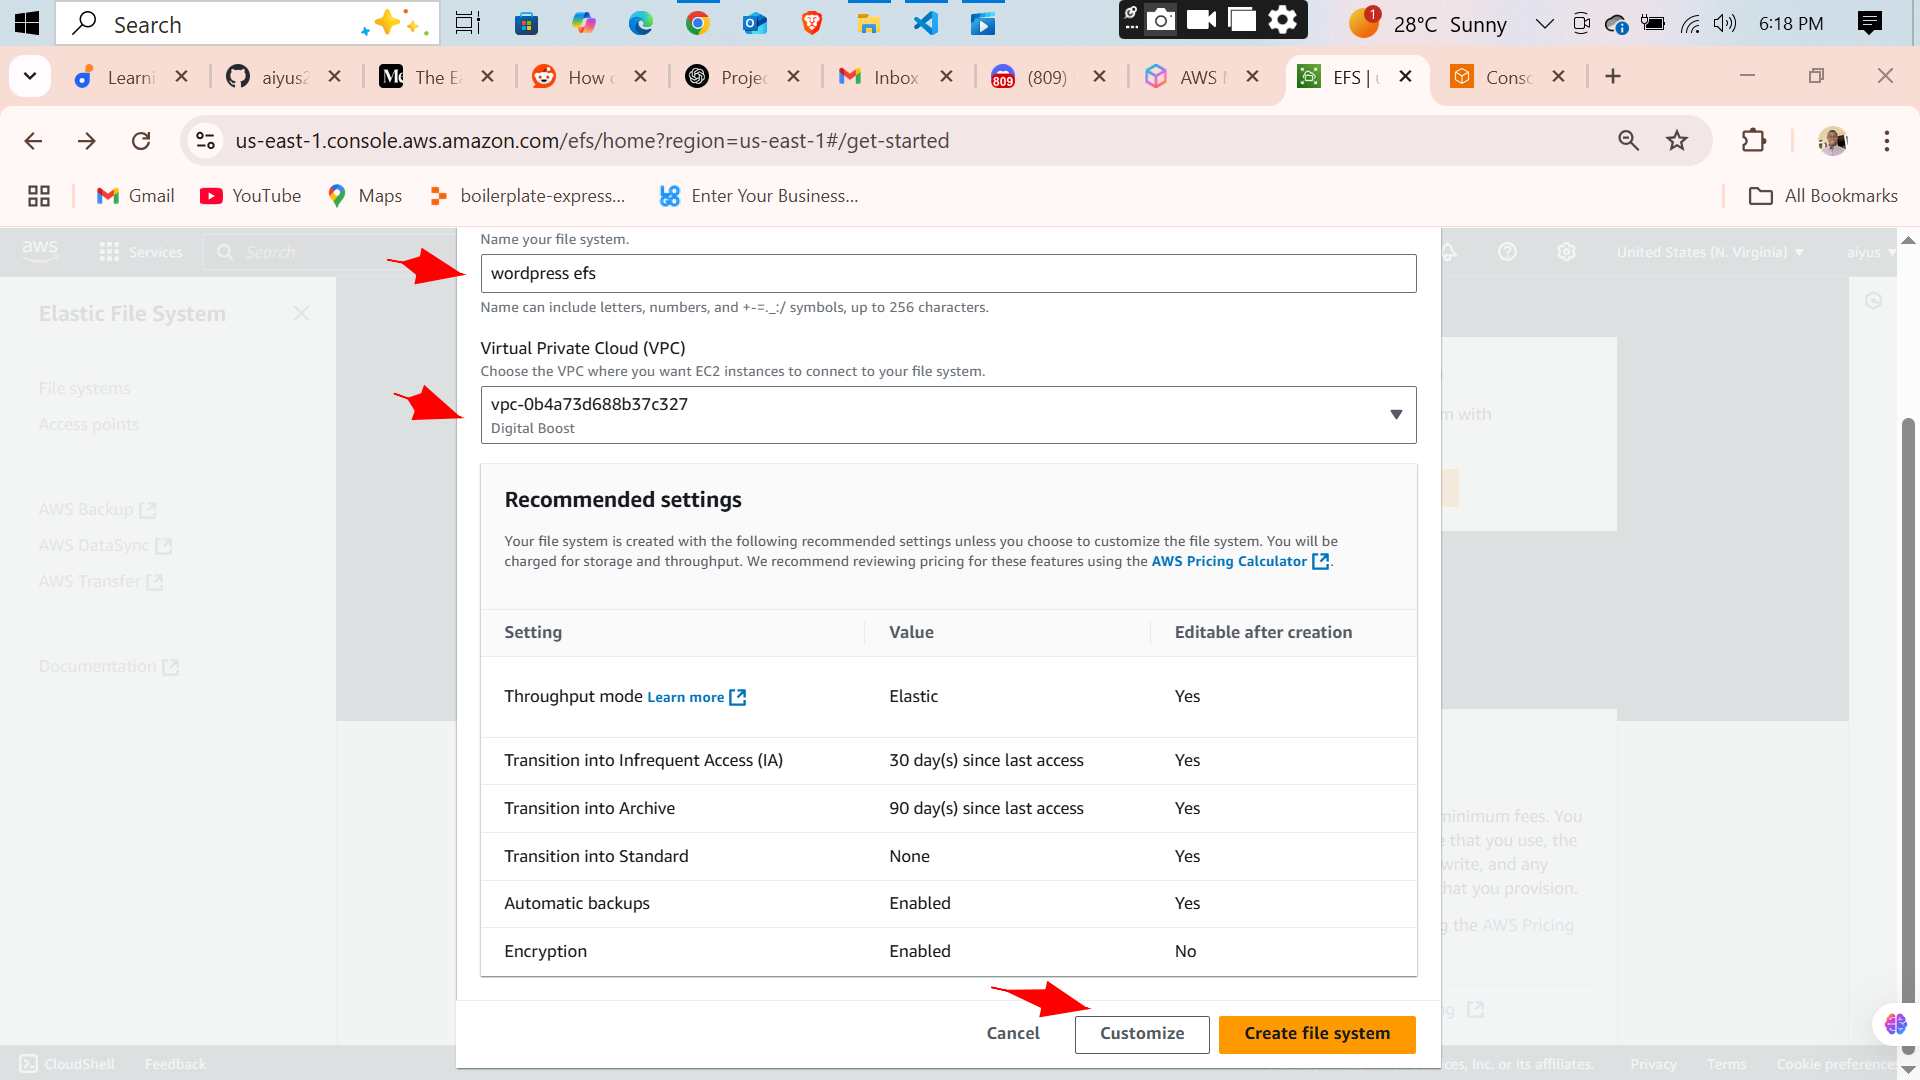 Search
1
28°C Sunny
6:18 PM
Learni
aiyus2
The Ea
How c
Projec
Inbox
809
(809)
AWS M
EFS | u
Consc
us-east-1.console.aws.amazon.com/efs/home?region=us-east-1#/get-started
Gmail
YouTube
Maps
boilerplate-express...
Enter Your Business...
All Bookmarks
aws
Services
Search
United States (N. Virginia)
aiyus
Elastic File System
File systems
Access points
AWS Backup
AWS DataSync
AWS Transfer
Documentation
Name your file system.
wordpress efs
Name can include letters, numbers, and +-=._:/ symbols, up to 256 characters.
Virtual Private Cloud (VPC)
Choose the VPC where you want EC2 instances to connect to your file system.
vpc-0b4a73d688b37c327
Digital Boost
m with
Recommended settings
Your file system is created with the following recommended settings unless you choose to customize the file system. You will be
charged for storage and throughput. We recommend reviewing pricing for these features using the AWS Pricing Calculator.
Setting Value Editable after creation
Throughput mode Learn more Elastic Yes
Transition into Infrequent Access (IA) 30 day(s) since last access Yes
Transition into Archive 90 day(s) since last access Yes
Transition into Standard None Yes
Automatic backups Enabled Yes
Encryption Enabled No
minimum fees. You
that you use, the
write, and any
hat you provision.
g the AWS Pricing
Cancel
Customize
Create file system
CloudShell
Feedback
ces, Inc. or its affiliates.
Privacy
Terms
Cookie preferences